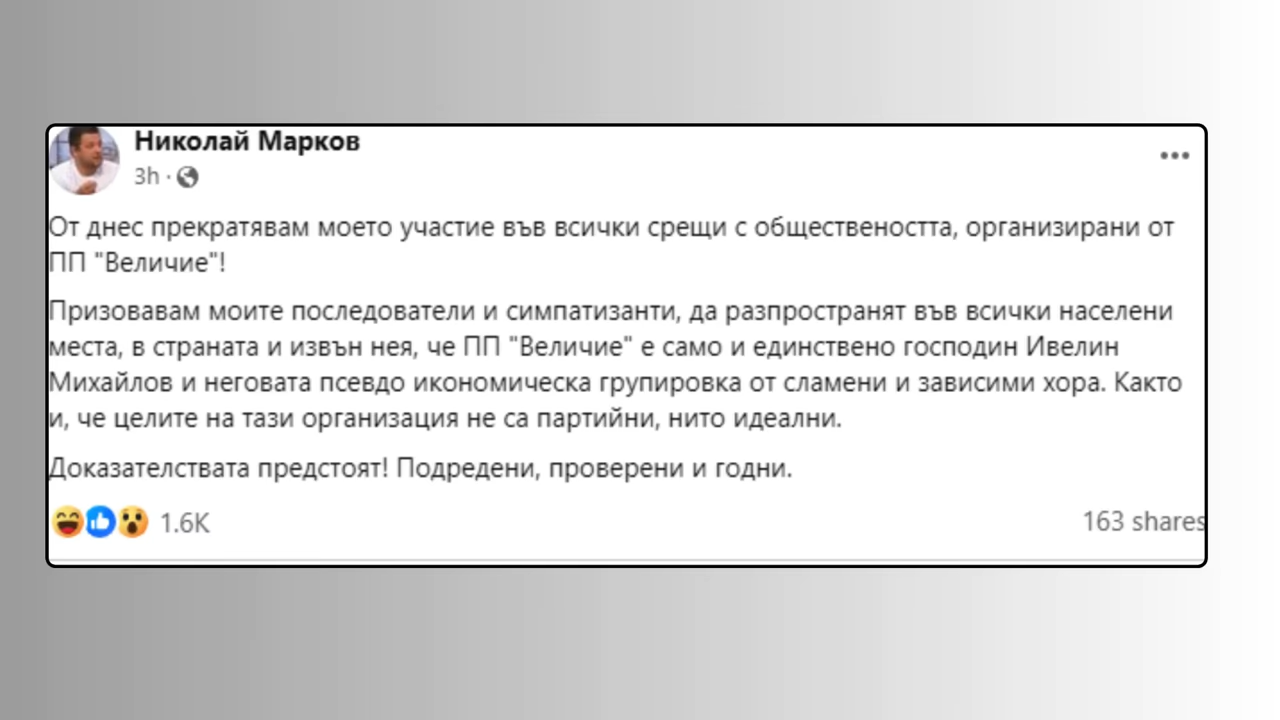 Николай Марков
3h ·
От днес прекратявам моето участие във всички срещи с обществеността, организирани от
ПП "Величие"!
Призовавам моите последователи и симпатизанти, да разпространят във всички населени
места, в страната и извън нея, че ПП "Величие" е само и единствено господин Ивелин
Михайлов и неговата псевдо икономическа групировка от сламени и зависими хора. Както
и, че целите на тази организация не са партийни, нито идеални.
Доказателствата предстоят! Подредени, проверени и годни.
1.6K
163 shares